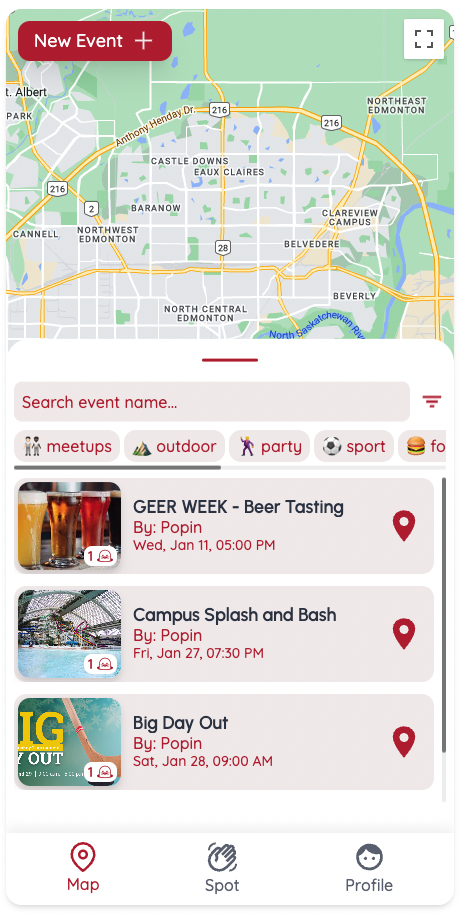 New Event
t. Albert
PARK
NORTHEAST
EDMONTON
216
216
Anthony Henday Dr
CASTLE DOWNS
EAUX CLAIRES
216
2
BARANOW
CLAREVIEW
CAMPUS
CANNELL
NORTHWEST
EDMONTON
28
BELVEDERE
BEVERLY
NORTH CENTRAL
EDMONTON
North Saskatchewan Rive
Search event name...
meetups
outdoor
party
sport
fo
GEER WEEK - Beer Tasting
By: Popin
Wed, Jan 11, 05:00 PM
1
Campus Splash and Bash
By: Popin
Fri, Jan 27, 07:30 PM
1
IG
Y OUT
Big Day Out
By: Popin
Sat, Jan 28, 09:00 AM
1
Map
Spot
Profile